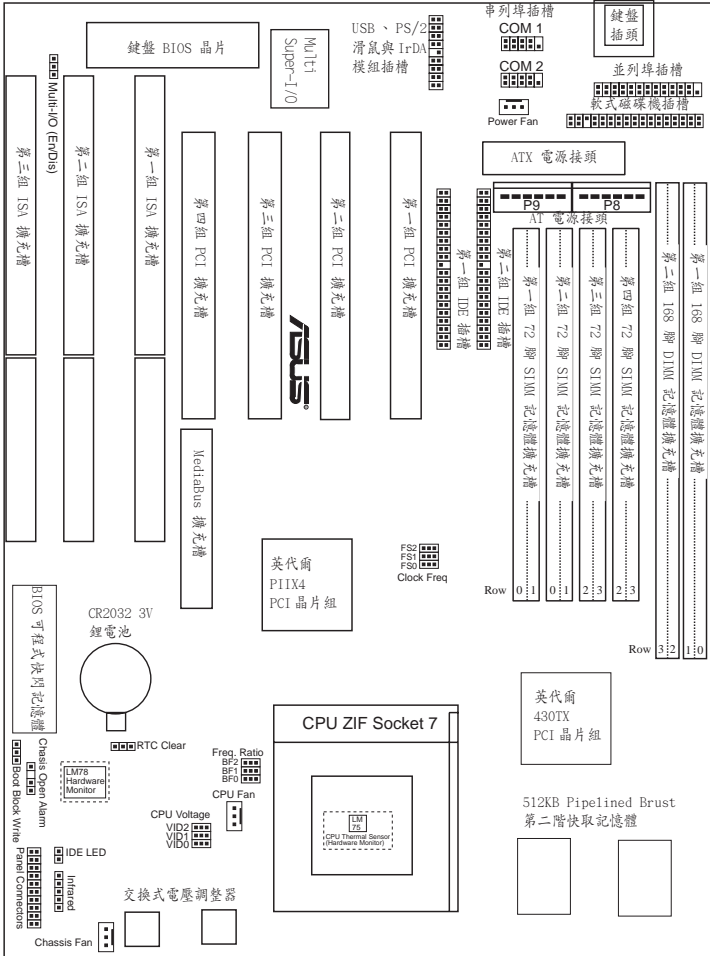 鍵盤 BIOS 晶片
Multi
Super-I/O
USB 、 PS/2
滑鼠與 IrDA
模組插槽
串列埠插槽
COM 1
COM 2
Power Fan
鍵盤
插頭
並列埠插槽
軟式磁碟機插槽
ATX 電源接頭
P9
P8
AT 電源接頭
Multi-I/O (En/Dis)
第三組 ISA 擴充槽
第二組 ISA 擴充槽
第一組 ISA 擴充槽
第四組 PCI 擴充槽
第三組 PCI 擴充槽
第二組 PCI 擴充槽
第一組 PCI 擴充槽
第一組 IDE 插槽
第二組 IDE 插槽
第一組 72 腳 SIMM 記憶體擴充槽
第二組 72 腳 SIMM 記憶體擴充槽
第三組 72 腳 SIMM 記憶體擴充槽
第四組 72 腳 SIMM 記憶體擴充槽
第二組 168 腳 DIMM 記憶體擴充槽
第一組 168 腳 DIMM 記憶體擴充槽
ASUS®
MediaBus 擴充槽
英代爾
PIIX4
PCI 晶片組
FS2
FS1
FS0
Clock Freq
Row 0 1 0 1 2 3 2 3
Row 3 2 1 0
BIOS 可程式快閃記憶體
CR2032 3V
鋰電池
英代爾
430TX
PCI 晶片組
CPU ZIF Socket 7
RTC Clear
Freq. Ratio
BF2
BF1
BF0
CPU Fan
LM78
Hardware
Monitor
Chasis Open Alarm
Boot Block Write
CPU Voltage
VID2
VID1
VID0
LM
75
CPU Thermal Sensor
(Hardware Monitor)
512KB Pipelined Brust
第二階快取記憶體
IDE LED
Infrared
Panel Connectors
交換式電壓調整器
Chassis Fan